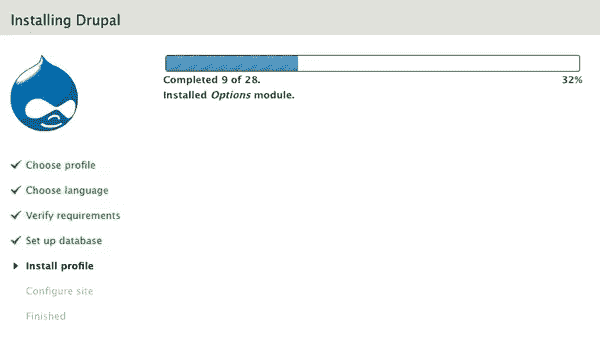 Installing Drupal
Completed 9 of 28. 32%
Installed Options module.
Choose profile
Choose language
Verify requirements
Set up database
Install profile
Configure site
Finished